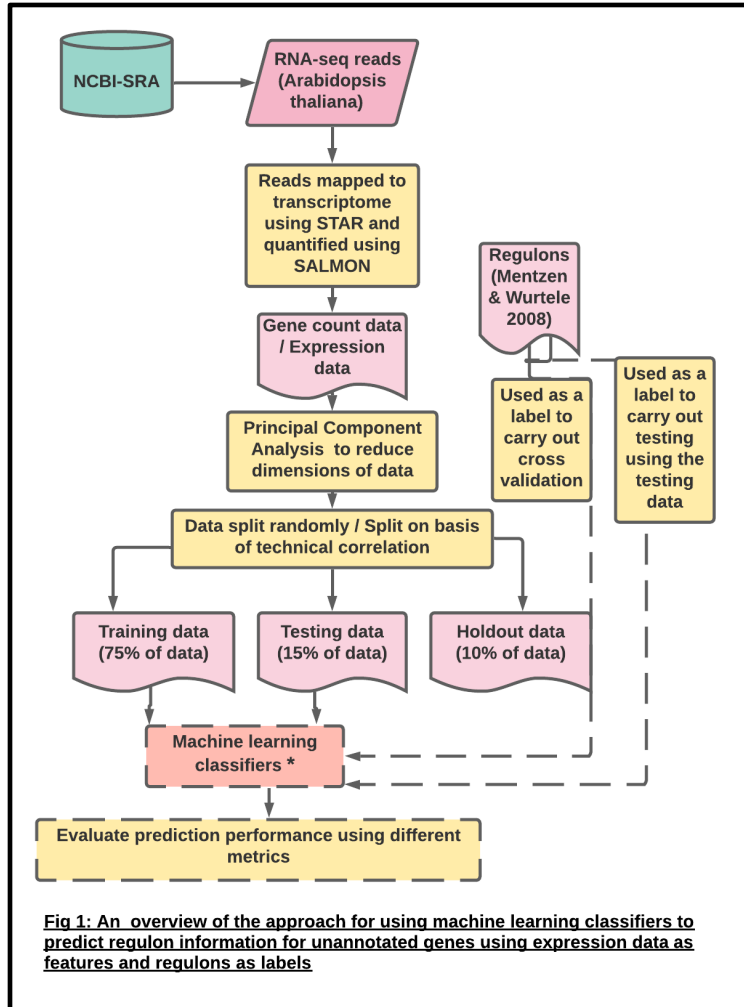 NCBI-SRA
RNA-seq reads
(Arabidopsis
thaliana)
Reads mapped to
transcriptome
using STAR and
quantified using
SALMON
Regulons
(Mentzen
& Wurtele
2008)
Gene count data
/ Expression
data
Used as a
label to
carry out
cross
validation
Used as a
label to
carry out
testing
using the
testing
data
Principal Component
Analysis to reduce
dimensions of data
Data split randomly / Split on basis
of technical correlation
Training data
(75% of data)
Testing data
(15% of data)
Holdout data
(10% of data)
Machine learning
classifiers *
Evaluate prediction performance using different
metrics
Fig 1: An overview of the approach for using machine learning classifiers to
predict regulon information for unannotated genes using expression data as
features and regulons as labels